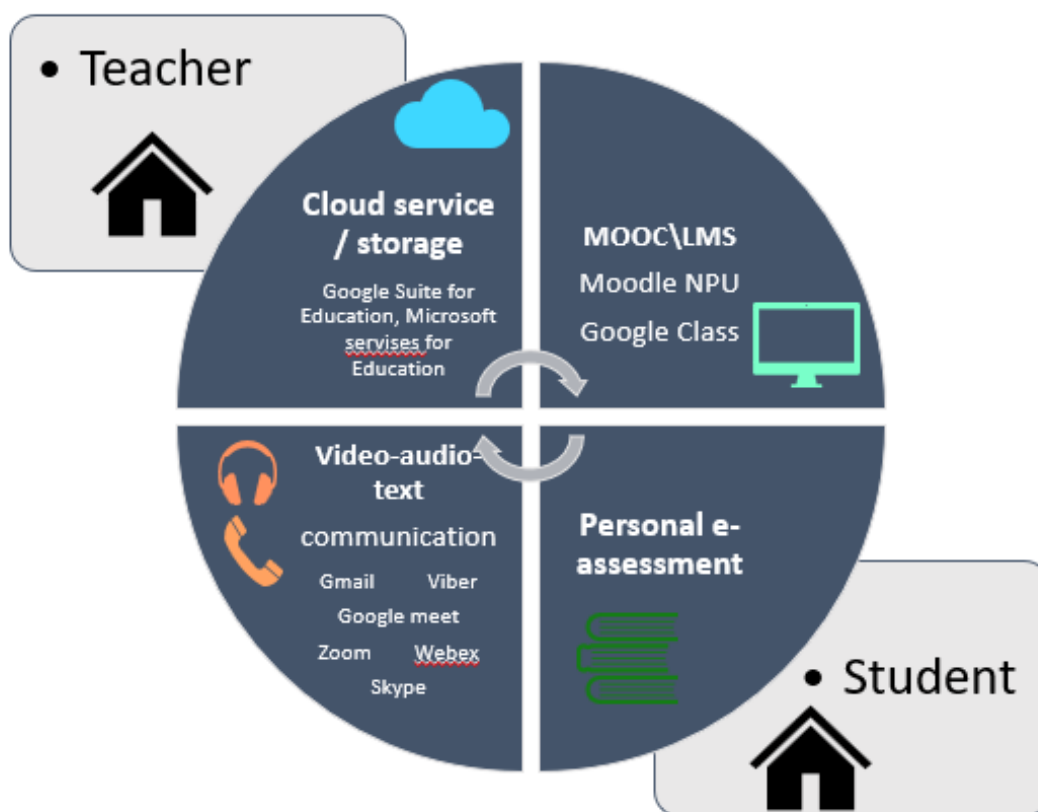 • Teacher
Cloud service
/ storage
Google Suite for
Education, Microsoft
servises for
Education
MOOC\LMS
Moodle NPU
Google Class
Video-audio-
text
communication
Gmail Viber
Google meet
Zoom Webex
Skype
Personal e-
assessment
• Student